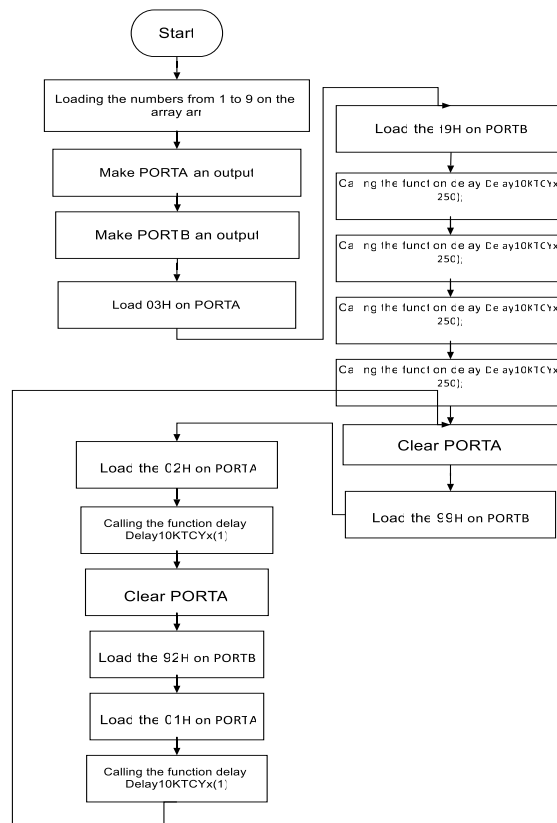 Start
Loading the numbers from 1 to 9 on the
array arr
Make PORTA an output
Make PORTB an output
Load 03H on PORTA
Load the 19H on PORTB
Calling the function delay Delay10KTCYx(
250);
Calling the function delay Delay10KTCYx(
250);
Calling the function delay Delay10KTCYx(
250);
Calling the function delay Delay10KTCYx(
250);
Clear PORTA
Load the 99H on PORTB
Load the 02H on PORTA
Calling the function delay
Delay10KTCYx(1)
Clear PORTA
Load the 92H on PORTB
Load the 01H on PORTA
Calling the function delay
Delay10KTCYx(1)